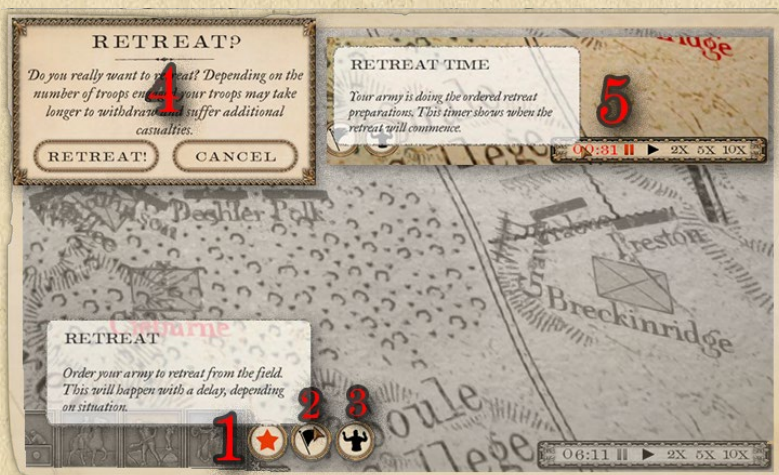 RETREAT?
Do you really want to retreat? Depending on the
number of troops engaged your troops may take
longer to withdraw and suffer additional
casualties.
RETREAT!
CANCEL
4
RETREAT TIME
Your army is doing the ordered retreat
preparations. This timer shows when the
retreat will commence.
5
00:31 2X 5X 10X
Deshler Polk
Preston
Breckinridge
Cleburne
RETREAT
Order your army to retreat from the field.
This will happen with a delay, depending
on situation.
1
2
3
06:11 2X 5X 10X